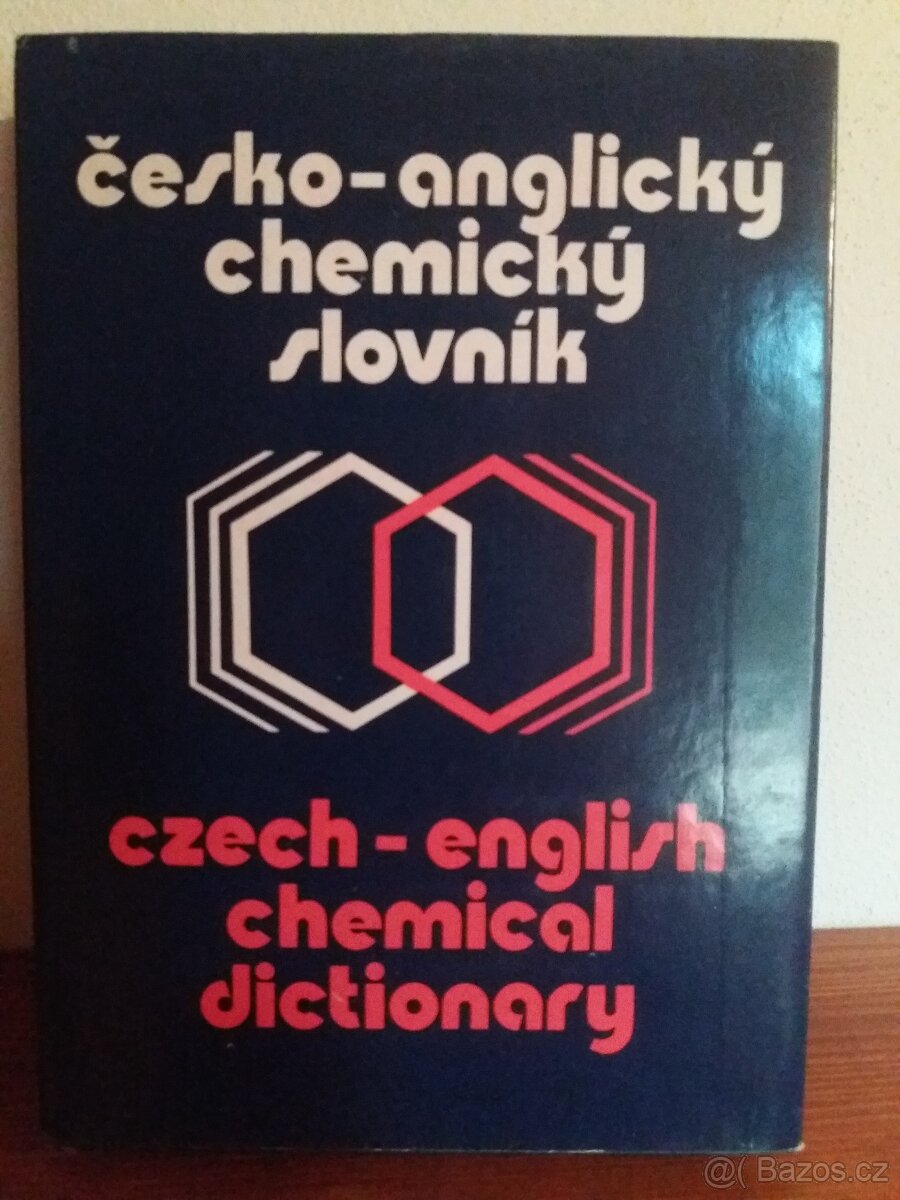 česko-anglický
chemický
slovník
czech-english
chemical
dictionary
@( Bazos.cz